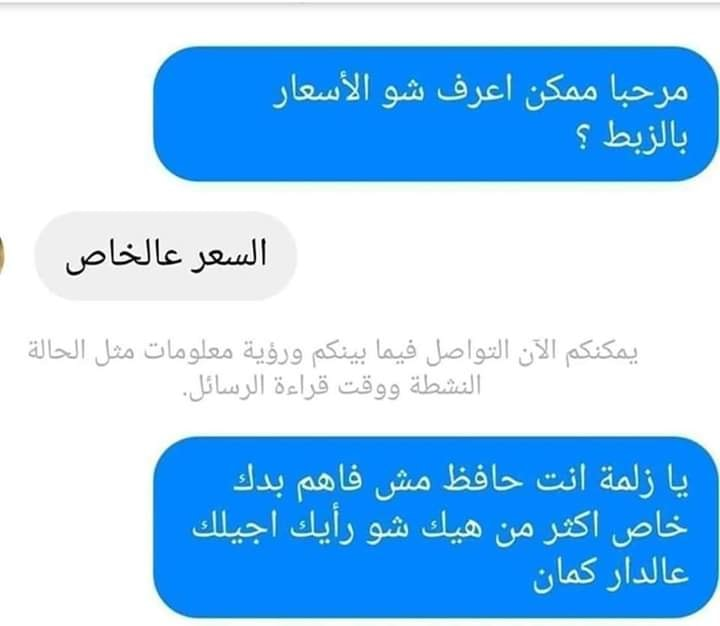 مرحبا ممكن اعرف شو الأسعار
بالزبط ؟
السعر عالخاص
يمكنكم الآن التواصل فيما بينكم ورؤية معلومات مثل الحالة
النشطة ووقت قراءة الرسائل.
يا زلمة انت حافظ مش فاهم بدك
خاص اكثر من هيك شو رأيك اجيلك
عالدار كمان